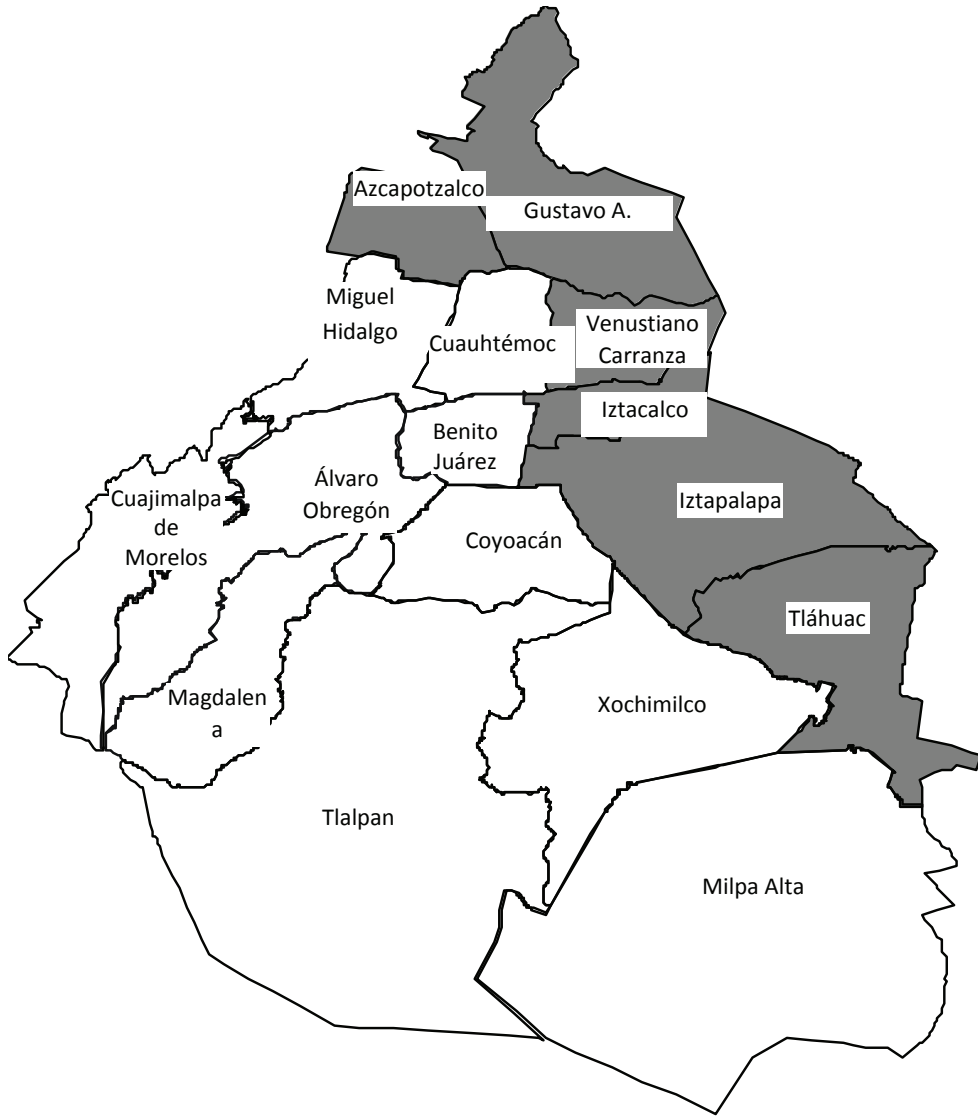 Azcapotzalco
Gustavo A.
Miguel
Hidalgo
Cuauhtémoc
Venustiano
Carranza
Iztacalco
Benito
Juárez
Álvaro
Obregón
Cuajimalpa
de
Morelos
Iztapalapa
Coyoacán
Tláhuac
Magdalen
a
Xochimilco
Tlalpan
Milpa Alta